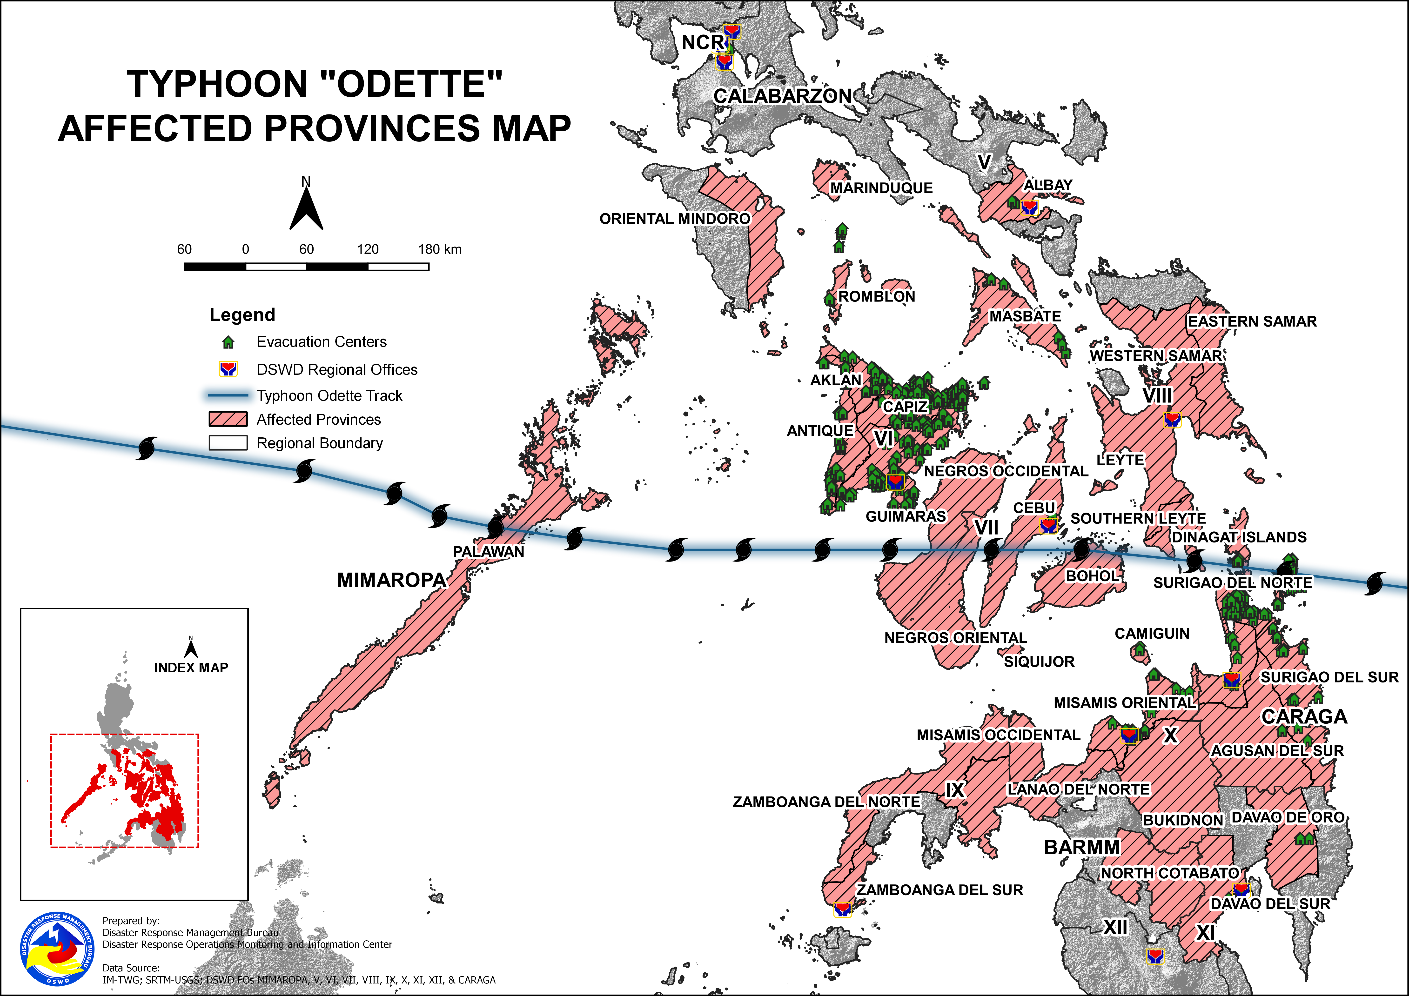 TYPHOON "ODETTE"
AFFECTED PROVINCES MAP
N
60 0 60 120 180 km
Legend
Evacuation Centers
DSWD Regional Offices
Typhoon Odette Track
Affected Provinces
Regional Boundary
NCR
CALABARZON
V
ALBAY
MARINDUQUE
ORIENTAL MINDORO
ROMBLON
MASBATE
EASTERN SAMAR
WESTERN SAMAR
AKLAN
VIII
CAPIZ
ANTIQUE
VI
LEYTE
NEGROS OCCIDENTAL
CEBU
GUIMARAS
SOUTHERN LEYTE
VII
DINAGAT ISLANDS
PALAWAN
MIMAROPA
BOHOL
SURIGAO DEL NORTE
NEGROS ORIENTAL
CAMIGUIN
SIQUIJOR
SURIGAO DEL SUR
MISAMIS ORIENTAL
CARAGA
MISAMIS OCCIDENTAL
X
AGUSAN DEL SUR
IX
LANAO DEL NORTE
ZAMBOANGA DEL NORTE
BUKIDNON
DAVAO DE ORO
BARMM
NORTH COTABATO
ZAMBOANGA DEL SUR
DAVAO DEL SUR
XII
XI
N
INDEX MAP
DISASTER RESPONSE MANAGEMENT BUREAU
DSWD
Prepared by:
Disaster Response Management Bureau
Disaster Response Operations Monitoring and Information Center
Data Source:
IM-TWG; SRTM-USGS; DSWD FOs MIMAROPA, V, VI, VII, VIII, IX, X, XI, XII, & CARAGA